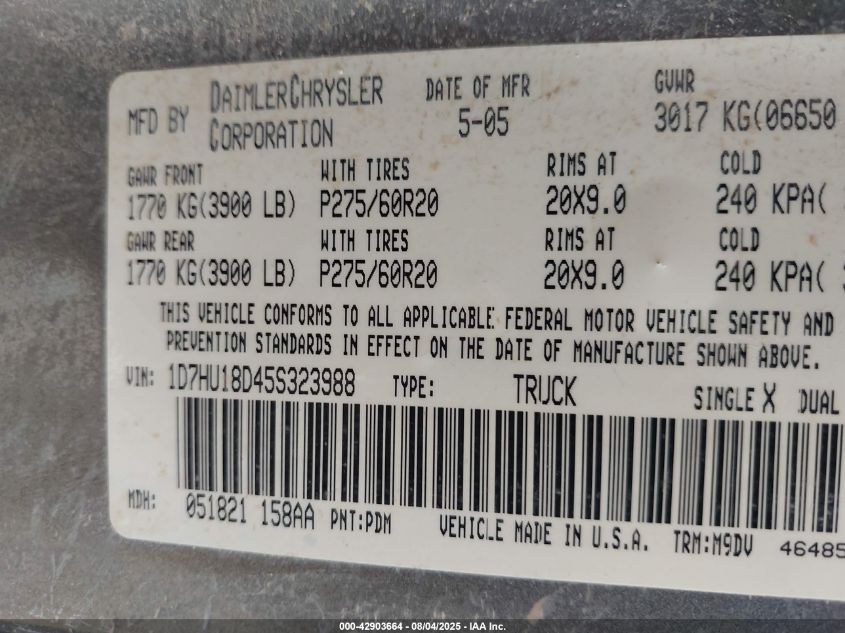 MFD BY DAIMLERCHRYSLER CORPORATION DATE OF MFR 5-05 GVWR 3017 KG(06650
GAWR FRONT WITH TIRES RIMS AT COLD
1770 KG(3900 LB) P275/60R20 20X9.0 240 KPA(
GAWR REAR WITH TIRES RIMS AT COLD
1770 KG(3900 LB) P275/60R20 20X9.0 240 KPA(
THIS VEHICLE CONFORMS TO ALL APPLICABLE FEDERAL MOTOR VEHICLE SAFETY AND
PREVENTION STANDARDS IN EFFECT ON THE DATE OF MANUFACTURE SHOWN ABOVE.
VIN: 1D7HU18D45S323988 TYPE: TRUCK SINGLE X DUAL
MDH: 051821 158AA PNT:PDM VEHICLE MADE IN U.S.A. TRM:M9DV 46485
000-42903664 - 08/04/2025 - IAA Inc.